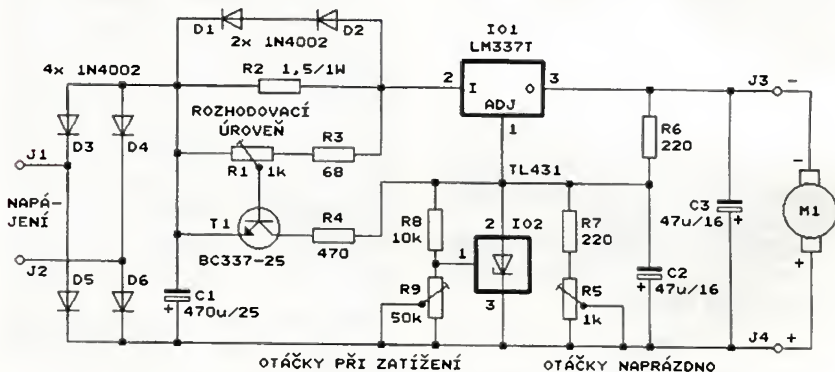 D1
D2
2x 1N4002
IO1
LM337T
4x 1N4002
R2
1,5/1W
2
I
O
3
ADJ
1
J3
-
ROZHODOVACÍ
ÚROVEŇ
D3
D4
R3
68
R1
1k
R6
220
J1
TL431
NAPÁ-
JENÍ
T1
R4
470
BC337-25
R8
10k
2
IO2
1
3
R7
220
C3
47u/16
+
-
M1
+
J2
D5
D6
C1
470u/25
+
R9
50k
R5
1k
C2
47u/16
+
J4
+
OTÁČKY PŘI ZATÍŽENÍ
OTÁČKY NAPRÁZDNO